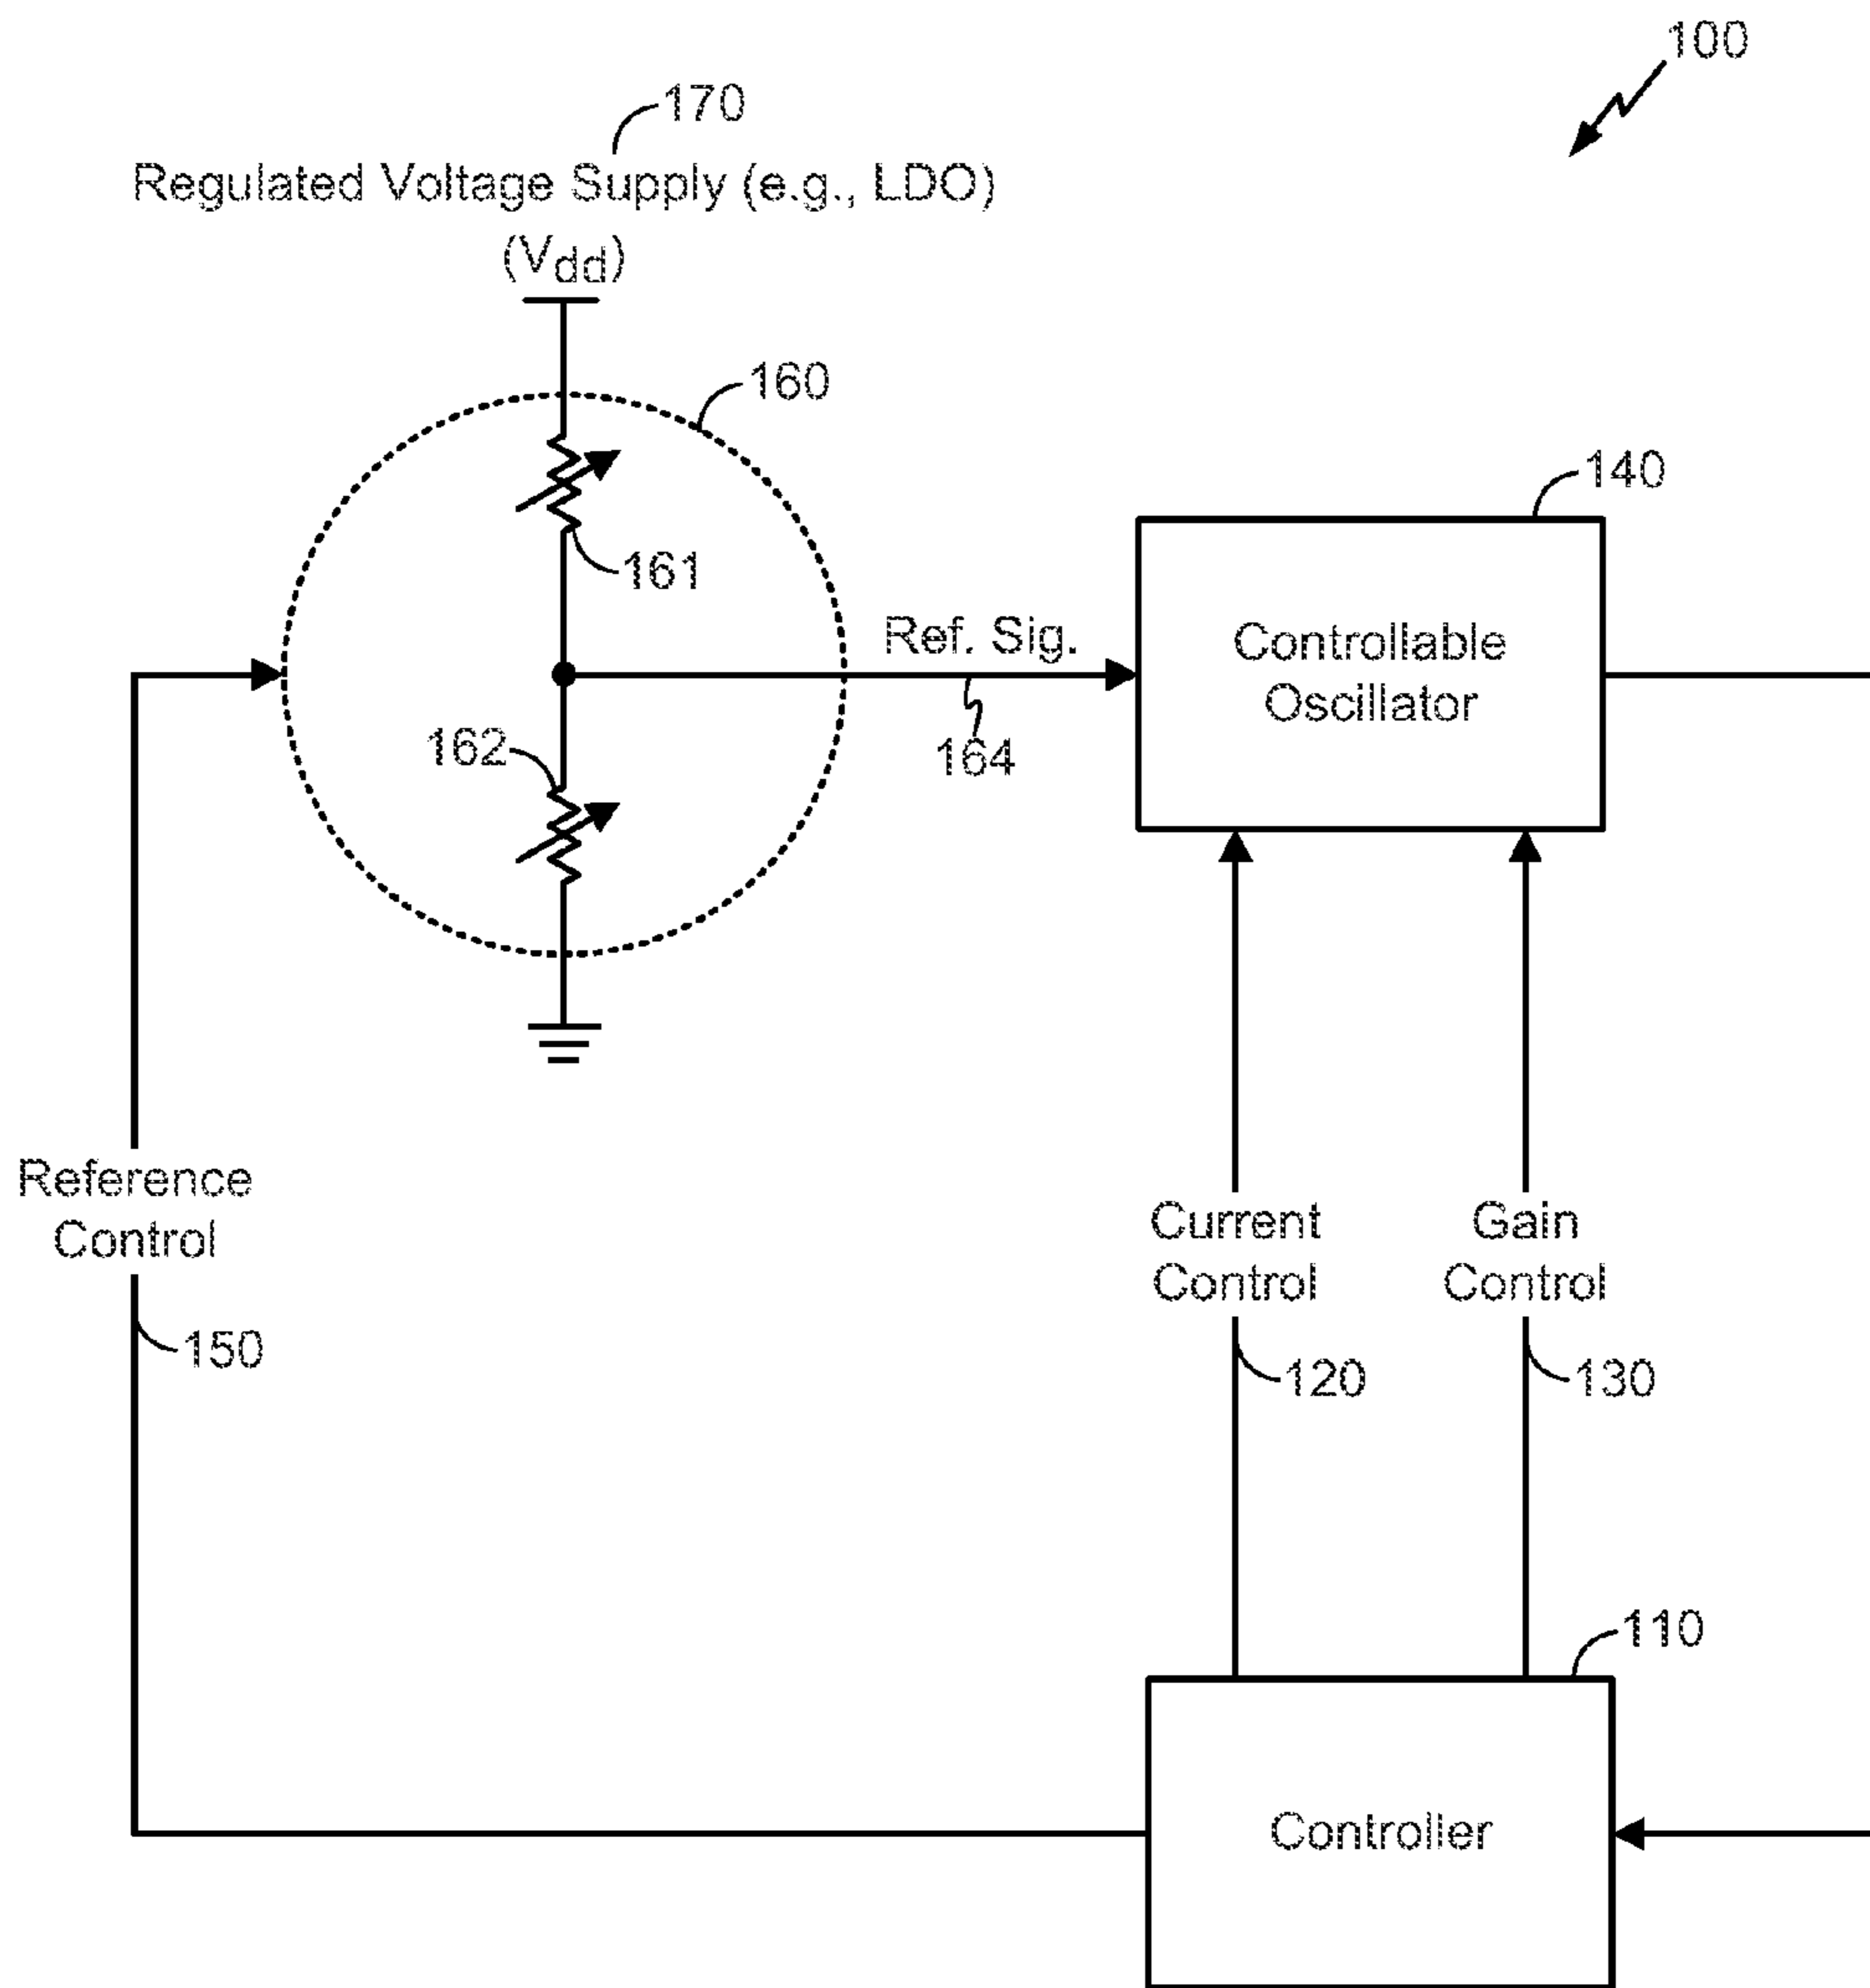 100
170
Regulated Voltage Supply (e.g., LDO)
(Vdd)
160
161
140
Ref. Sig.
Controllable
Oscillator
162
164
Reference
Control
150
Current
Control
120
Gain
Control
130
110
Controller